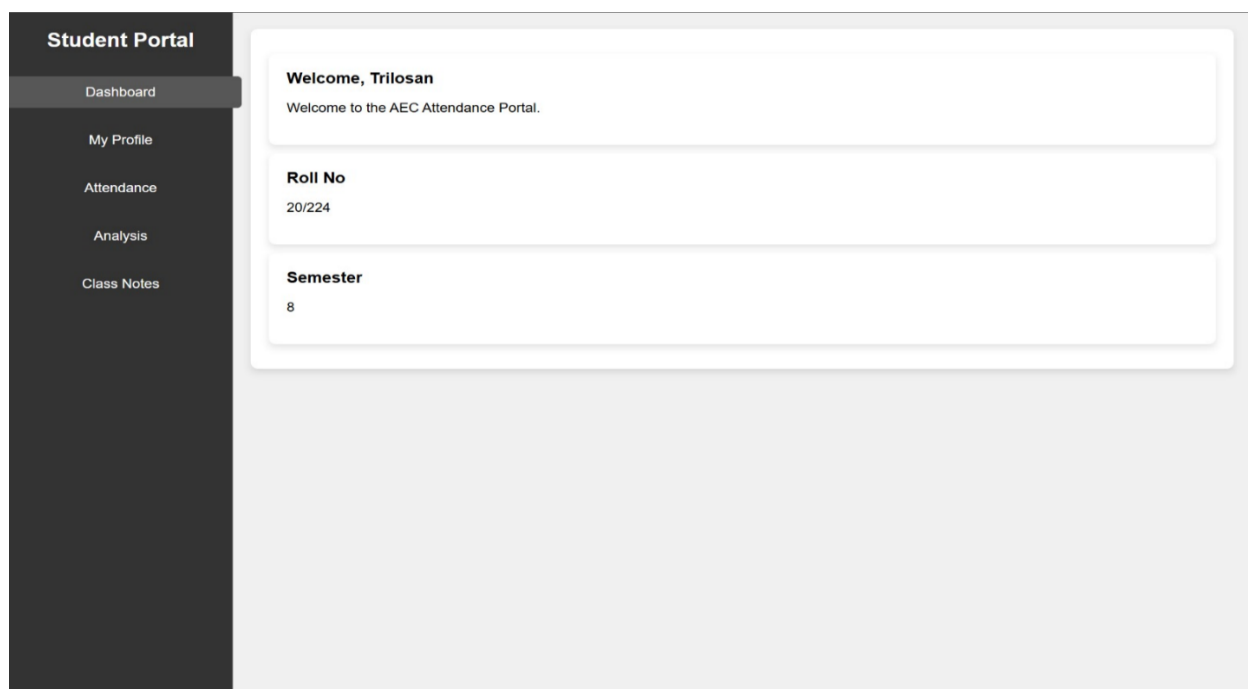 Student Portal
Dashboard
My Profile
Attendance
Analysis
Class Notes
Welcome, Trilosan
Welcome to the AEC Attendance Portal.
Roll No
20/224
Semester
8